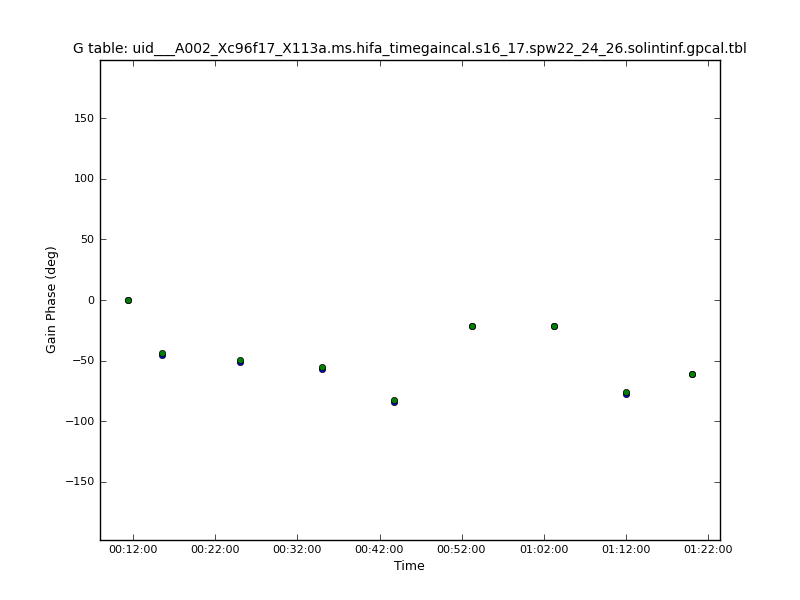 G table: uid___A002_Xc96f17_X113a.ms.hifa_timegaincal.s16_17.spw22_24_26.solintinf.gpcal.tbl
150
100
50
0
−50
−100
−150
Gain Phase (deg)
00:12:00 00:22:00 00:32:00 00:42:00 00:52:00 01:02:00 01:12:00 01:22:00
Time